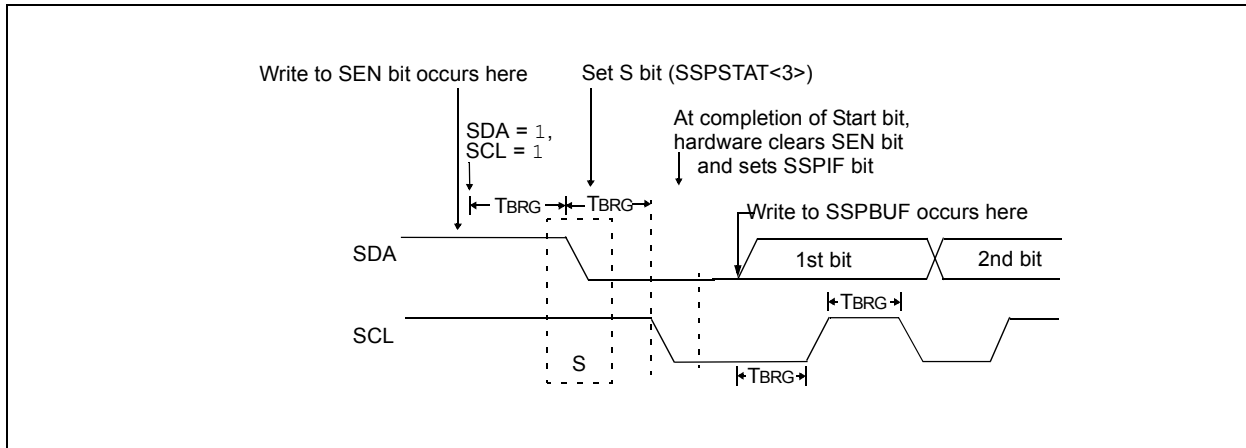 Write to SEN bit occurs here
Set S bit (SSPSTAT<3>)
SDA = 1,
SCL = 1
At completion of Start bit,
hardware clears SEN bit
and sets SSPIF bit
TBRG
TBRG
Write to SSPBUF occurs here
SDA
1st bit
2nd bit
TBRG
SCL
S
TBRG